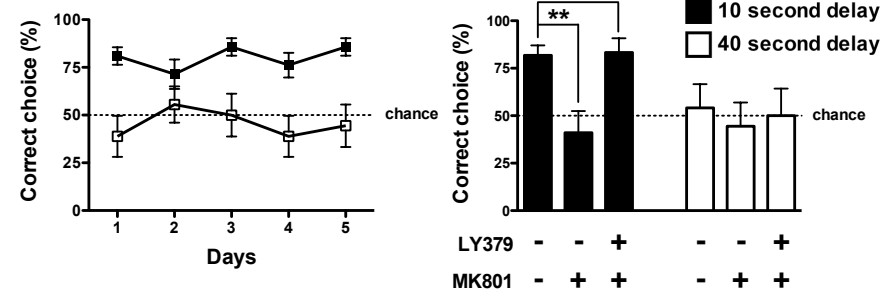 Correct choice (%)
100
75
50
25
0
chance
1 2 3 4 5
Days
10 second delay
40 second delay
**
Correct choice (%)
100
75
50
25
0
chance
LY379 - - + - - +
MK801 - + + - + +